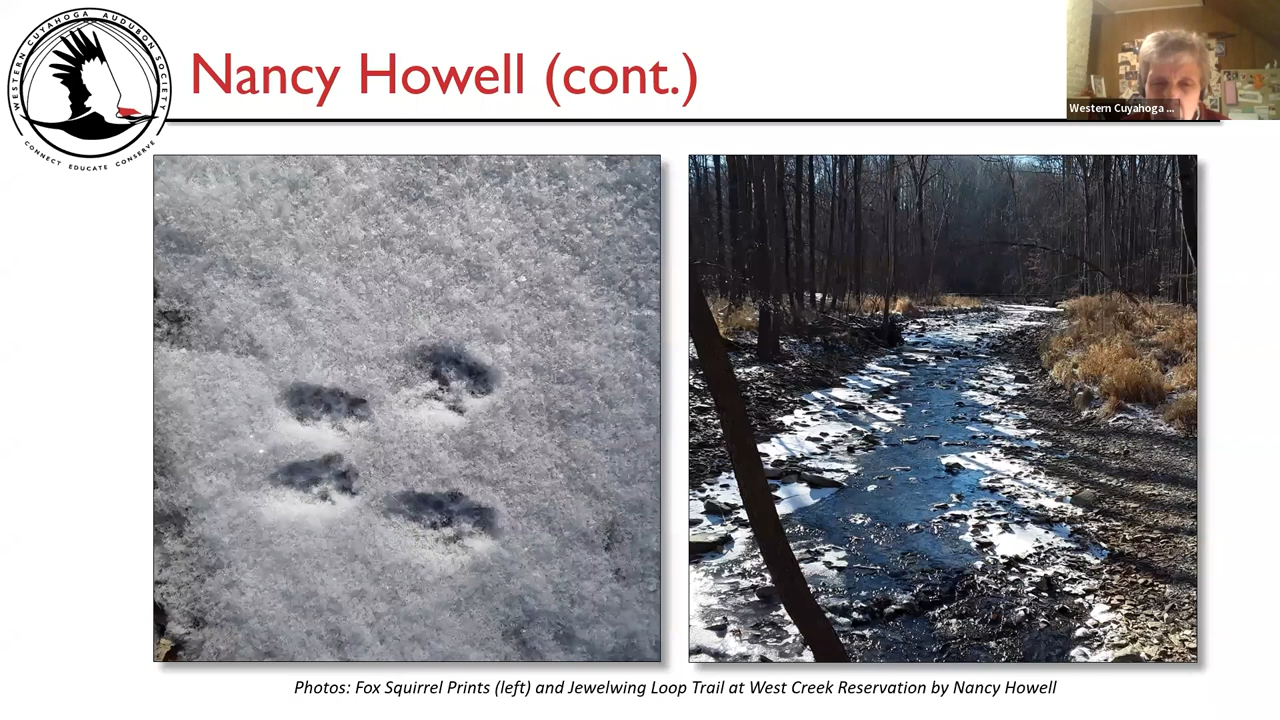 WESTERN CUYAHOGA AUDUBON SOCIETY
CONNECT EDUCATE CONSERVE
Nancy Howell (cont.)
Western Cuyahoga ...
Photos: Fox Squirrel Prints (left) and Jewelwing Loop Trail at West Creek Reservation by Nancy Howell